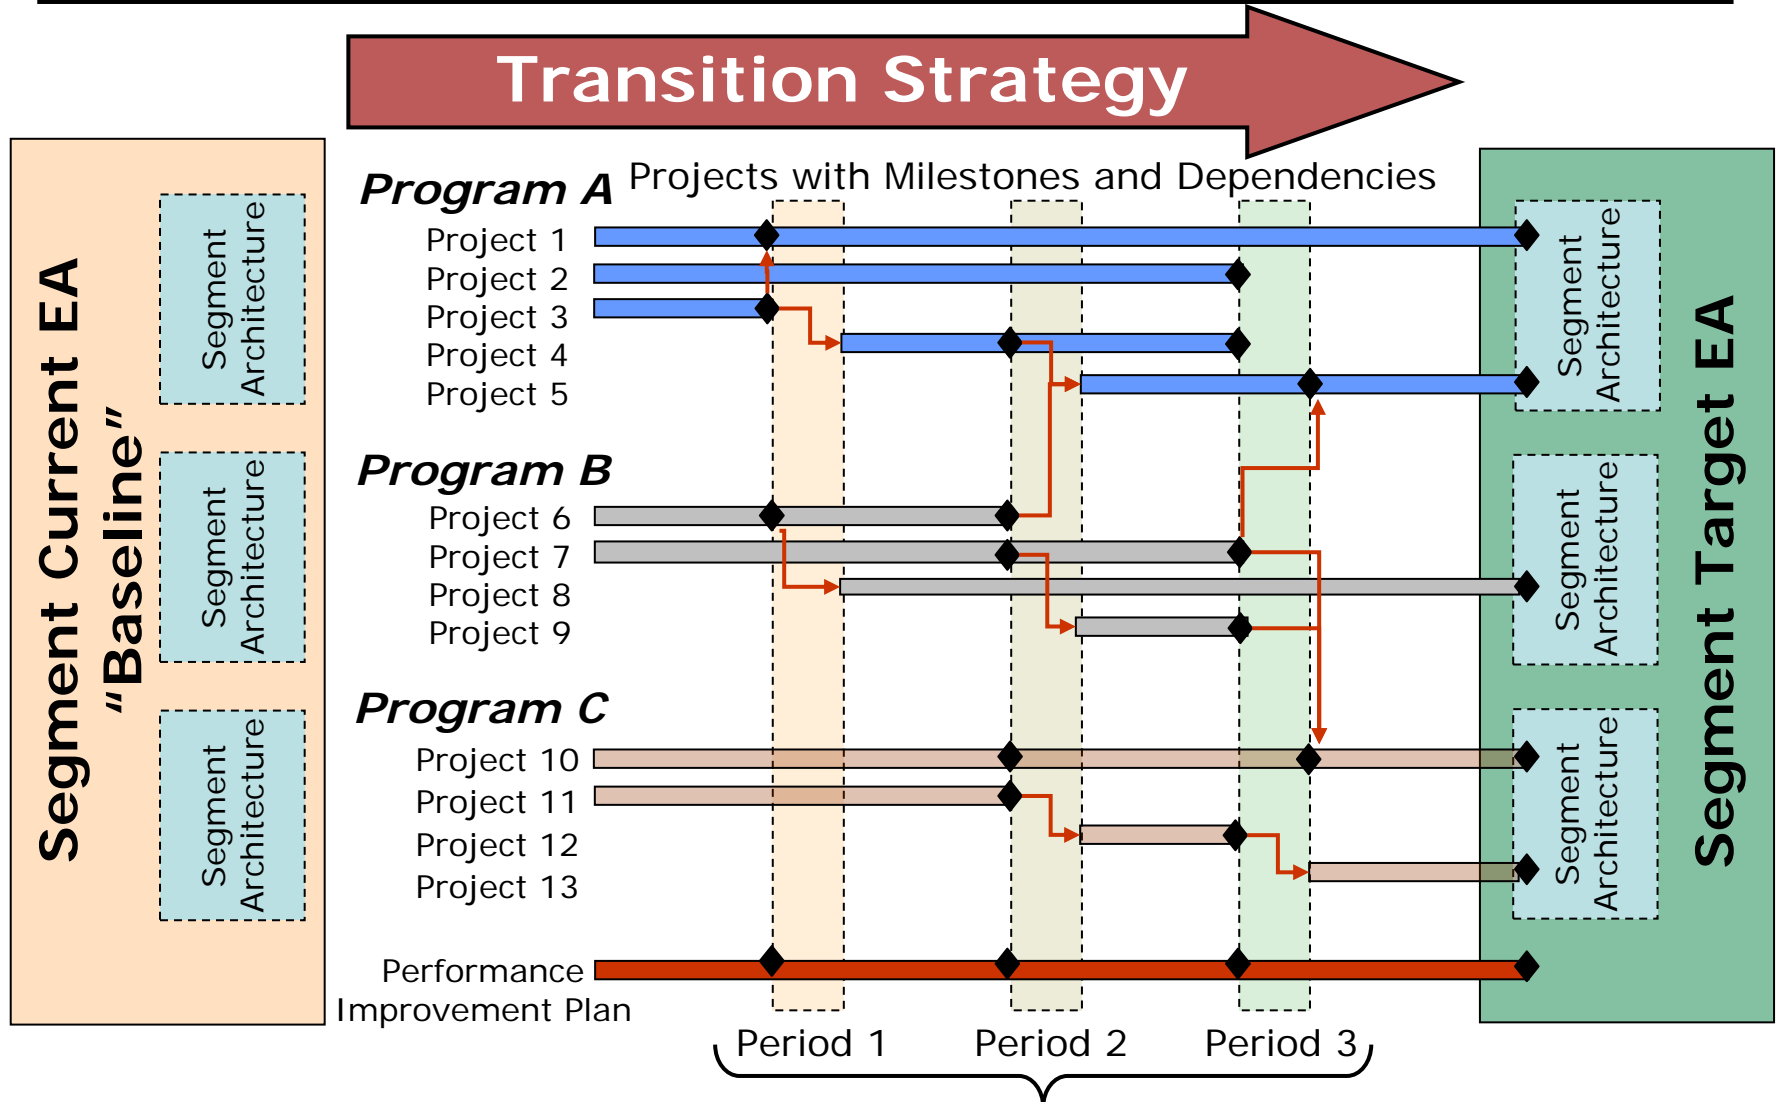 Transition Strategy
Segment Current EA
“Baseline”
Segment
Architecture
Segment
Architecture
Segment
Architecture
Projects with Milestones and Dependencies
Program A
Project 1
Project 2
Project 3
Project 4
Project 5
Program B
Project 6
Project 7
Project 8
Project 9
Program C
Project 10
Project 11
Project 12
Project 13
Performance
Improvement Plan
Period 1
Period 2
Period 3
Segment
Architecture
Segment
Architecture
Segment
Architecture
Segment Target EA